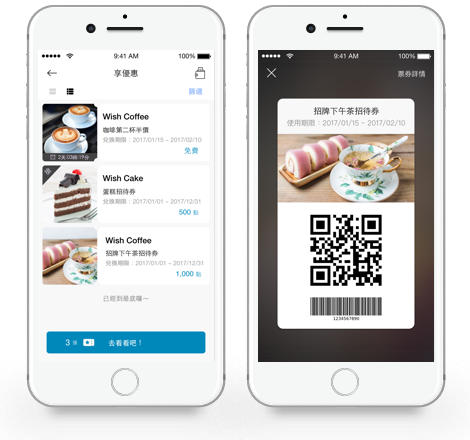 9:41 AM
100%
享優惠
篩選
Wish Coffee
咖啡第二杯半價
兌換期限：2017/01/15 ~ 2017/02/10
免費
2天 03時 19分
Wish Cake
蛋糕招待券
兌換期限：2017/01/01 ~ 2017/12/31
500 點
Wish Coffee
招牌下午茶招待券
兌換期限：2017/01/01 ~ 2017/12/31
1,000 點
已經到最底囉~
3 張 去看看吧！
9:41 AM
100%
票券詳情
招牌下午茶招待券
使用期限：2017/01/15 ~ 2017/02/10
1234567890